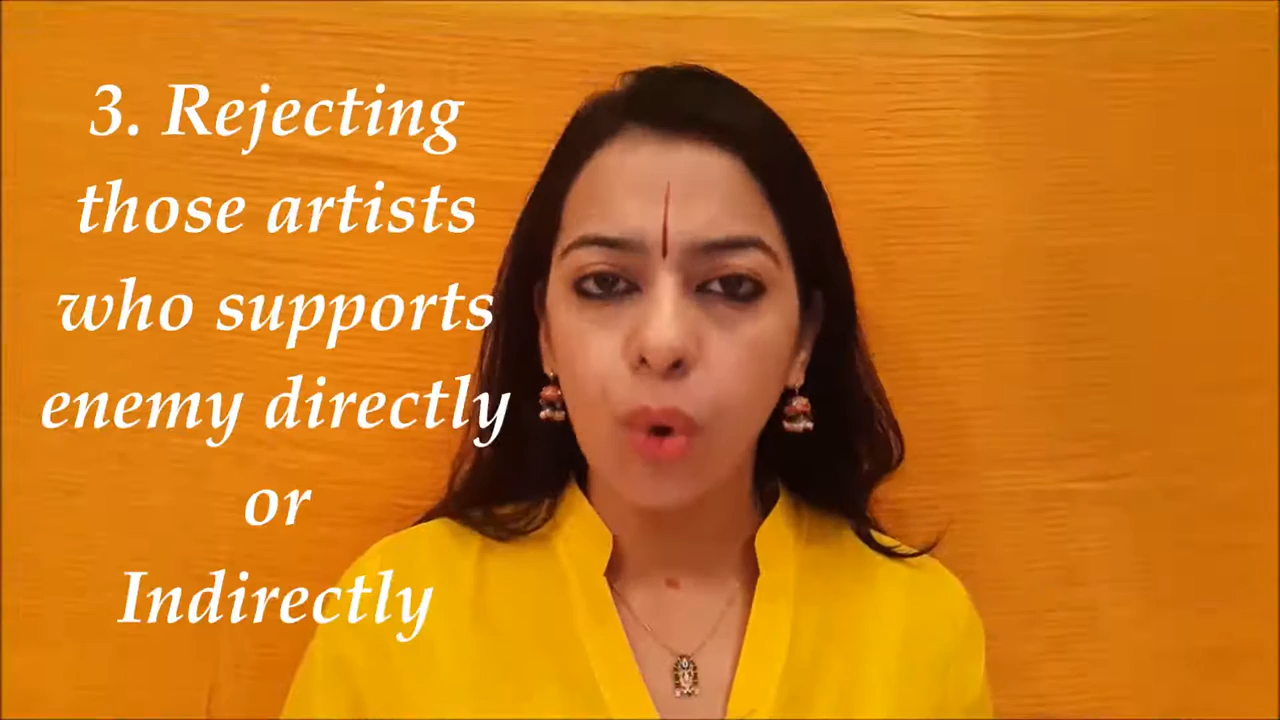 3. Rejecting
those artists
who supports
enemy directly
or
Indirectly